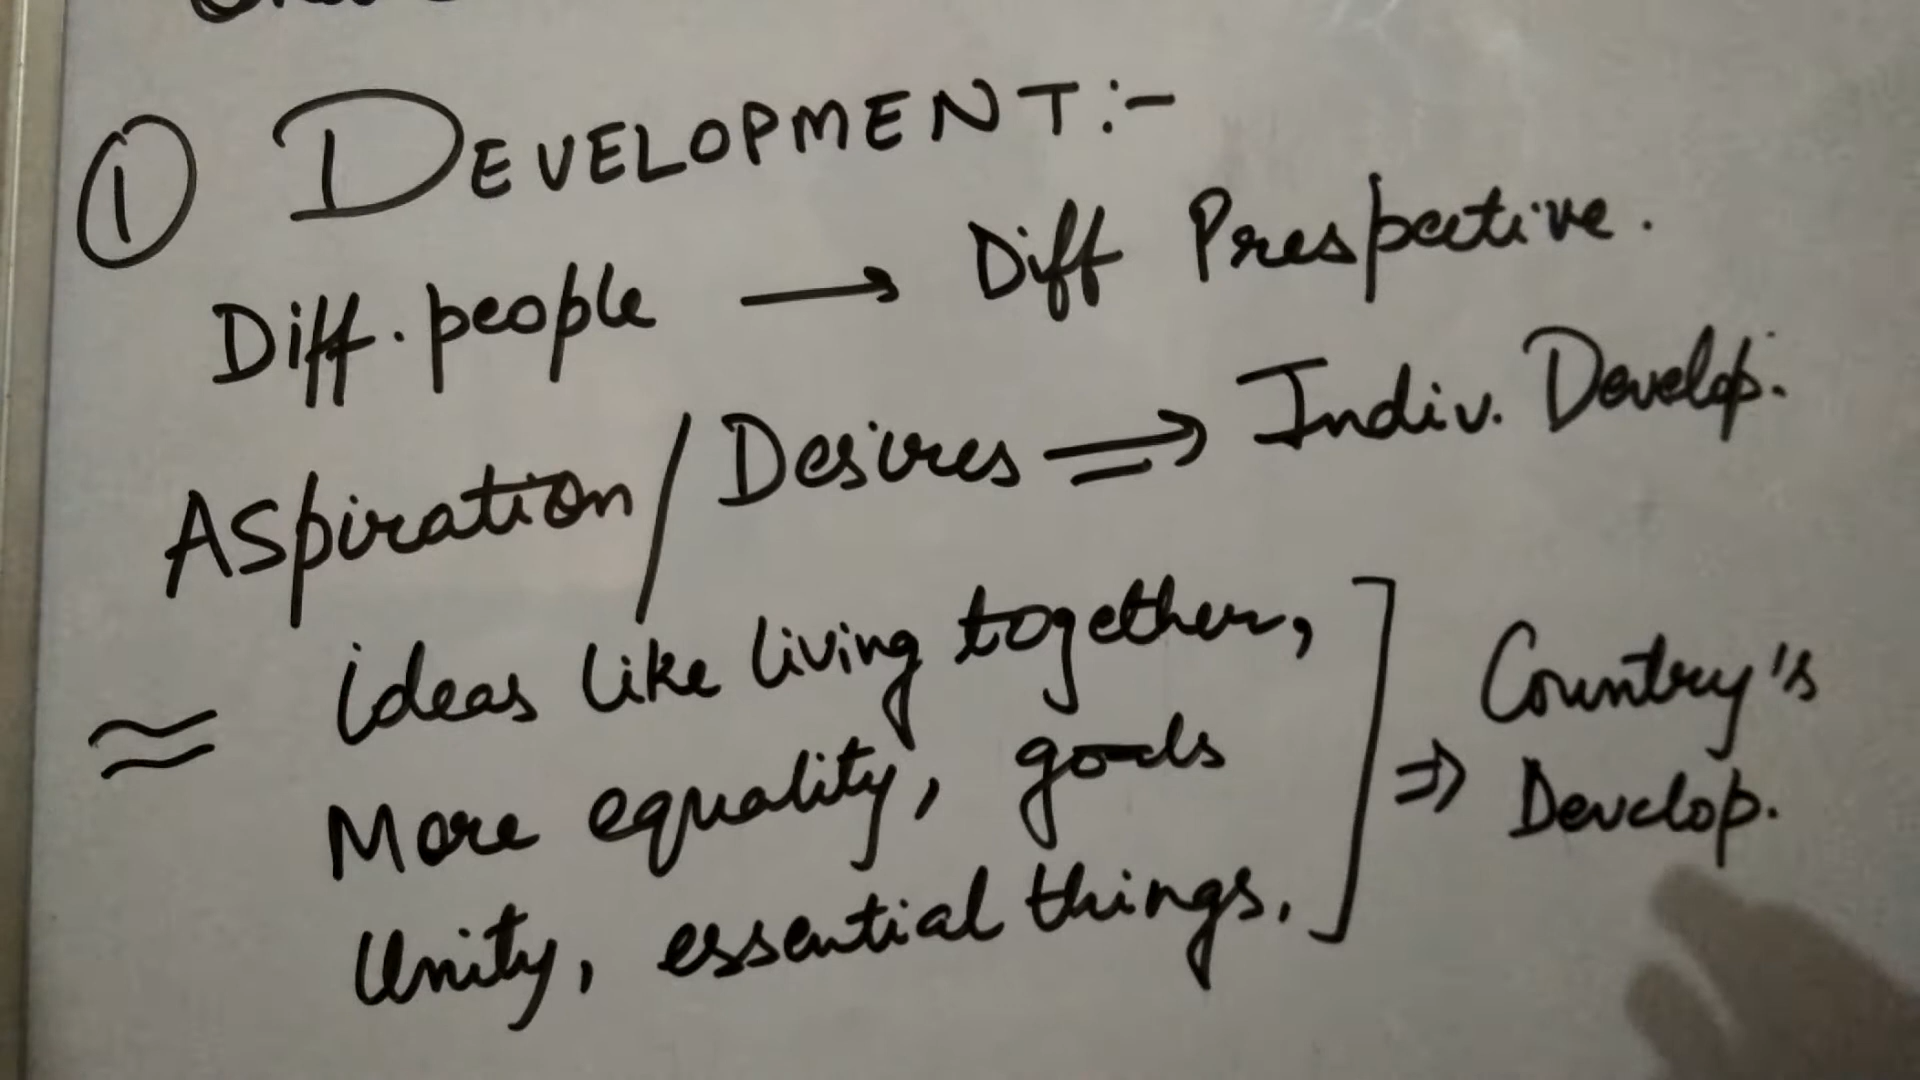 ① DEVELOPMENT:-
Diff. people → Diff Prespective.
Aspiration / Desires ⇒ Indiv. Develop.
≈ ideas like living together,
More equality, goods
Unity, essential things. ] ⇒ Country's
Develop.